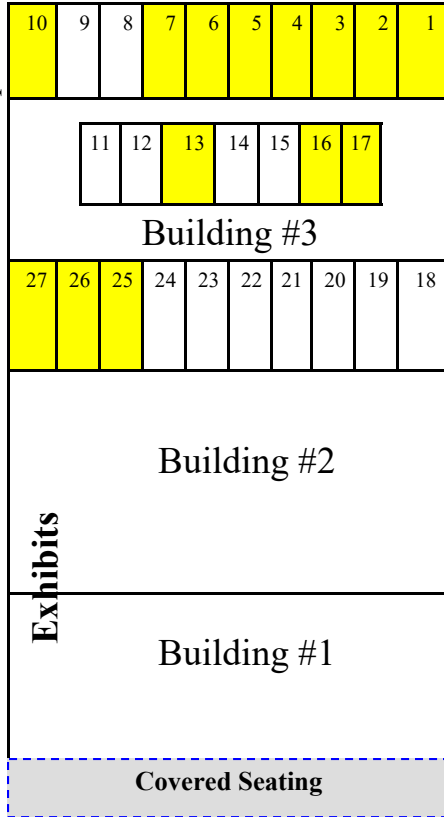 10 9 8 7 6 5 4 3 2 1
11 12 13 14 15 16 17
Building #3
27 26 25 24 23 22 21 20 19 18
Building #2
Exhibits
Building #1
Covered Seating